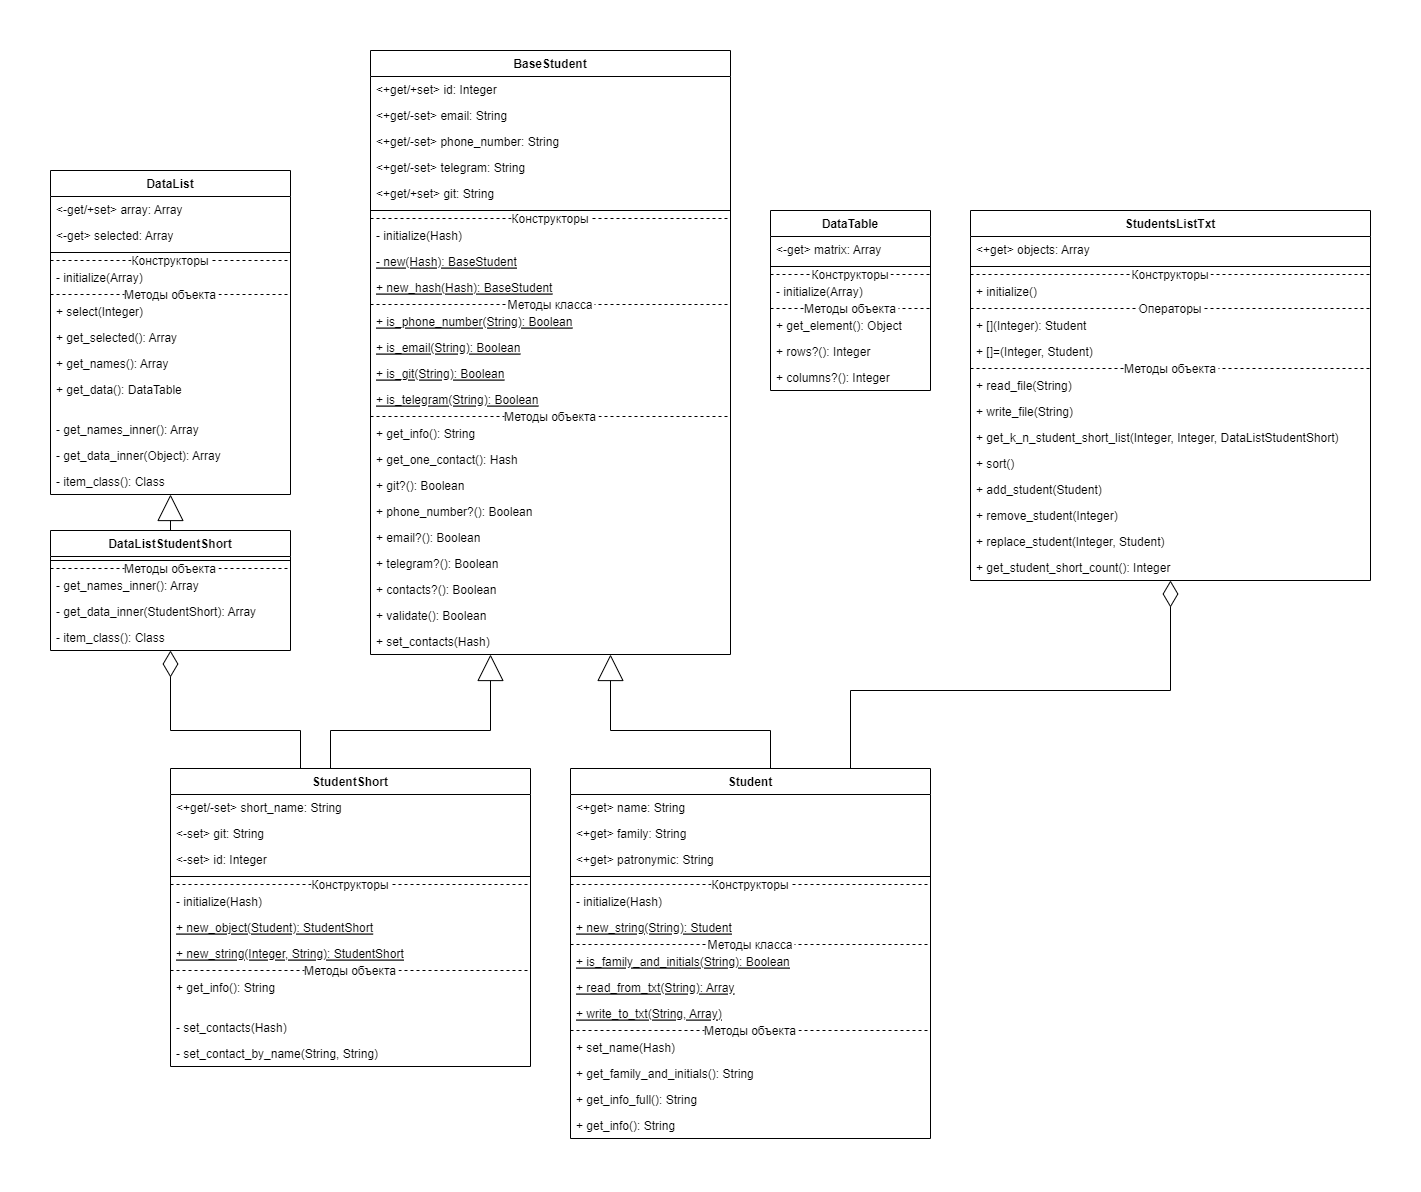 BaseStudent
<+get/+set> id: Integer
<+get/-set> email: String
<+get/-set> phone_number: String
<+get/-set> telegram: String
<+get/+set> git: String
Конструкторы
- initialize(Hash)
- new(Hash): BaseStudent
+ new_hash(Hash): BaseStudent
Методы класса
+ is_phone_number(String): Boolean
+ is_email(String): Boolean
+ is_git(String): Boolean
+ is_telegram(String): Boolean
Методы объекта
+ get_info(): String
+ get_one_contact(): Hash
+ git?(): Boolean
+ phone_number?(): Boolean
+ email?(): Boolean
+ telegram?(): Boolean
+ contacts?(): Boolean
+ validate(): Boolean
+ set_contacts(Hash)
DataList
<-get/+set> array: Array
<-get> selected: Array
Конструкторы
- initialize(Array)
Методы объекта
+ select(Integer)
+ get_selected(): Array
+ get_names(): Array
+ get_data(): DataTable
- get_names_inner(): Array
- get_data_inner(Object): Array
- item_class(): Class
DataListStudentShort
Методы объекта
- get_names_inner(): Array
- get_data_inner(StudentShort): Array
- item_class(): Class
DataTable
<-get> matrix: Array
Конструкторы
- initialize(Array)
Методы объекта
+ get_element(): Object
+ rows?(): Integer
+ columns?(): Integer
StudentsListTxt
<+get> objects: Array
Конструкторы
+ initialize()
Операторы
+ [](Integer): Student
+ []=(Integer, Student)
Методы объекта
+ read_file(String)
+ write_file(String)
+ get_k_n_student_short_list(Integer, Integer, DataListStudentShort)
+ sort()
+ add_student(Student)
+ remove_student(Integer)
+ replace_student(Integer, Student)
+ get_student_short_count(): Integer
StudentShort
<+get/-set> short_name: String
<-set> git: String
<-set> id: Integer
Конструкторы
- initialize(Hash)
+ new_object(Student): StudentShort
+ new_string(Integer, String): StudentShort
Методы объекта
+ get_info(): String
- set_contacts(Hash)
- set_contact_by_name(String, String)
Student
<+get> name: String
<+get> family: String
<+get> patronymic: String
Конструкторы
- initialize(Hash)
+ new_string(String): Student
Методы класса
+ is_family_and_initials(String): Boolean
+ read_from_txt(String): Array
+ write_to_txt(String, Array)
Методы объекта
+ set_name(Hash)
+ get_family_and_initials(): String
+ get_info_full(): String
+ get_info(): String